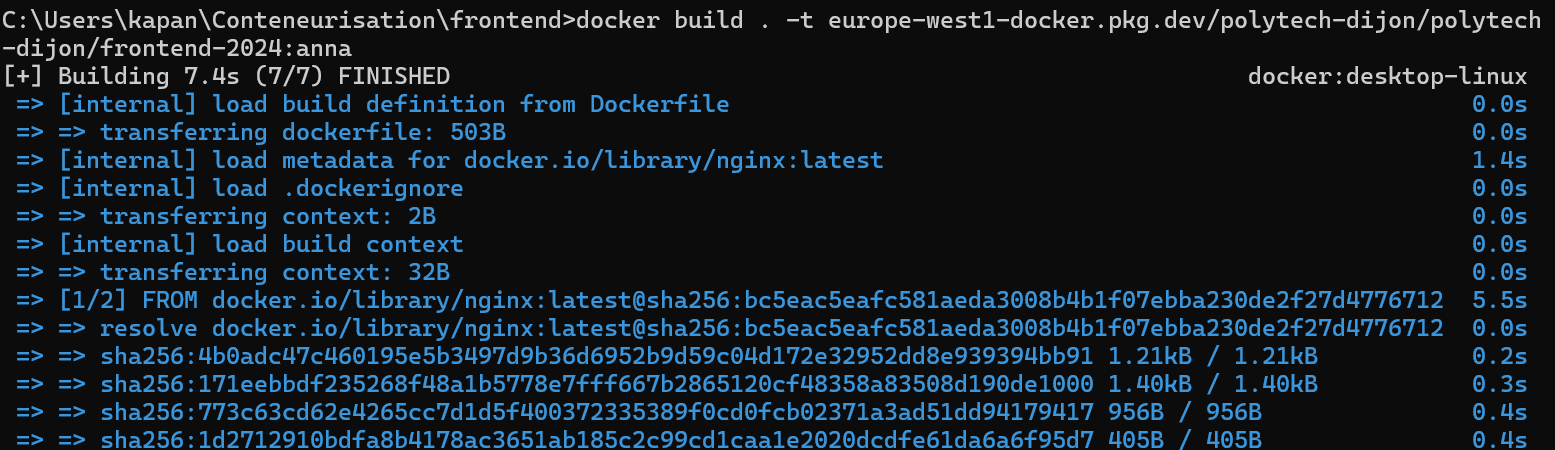 C:\Users\kapan\Conteneurisation\frontend>docker build . -t europe-west1-docker.pkg.dev/polytech-dijon/polytech
-dijon/frontend-2024:anna
[+] Building 7.4s (7/7) FINISHED docker:desktop-linux
=> [internal] load build definition from Dockerfile 0.0s
=> => transferring dockerfile: 503B 0.0s
=> [internal] load metadata for docker.io/library/nginx:latest 1.4s
=> [internal] load .dockerignore 0.0s
=> => transferring context: 2B 0.0s
=> [internal] load build context 0.0s
=> => transferring context: 32B 0.0s
=> [1/2] FROM docker.io/library/nginx:latest@sha256:bc5eac5eafc581aeda3008b4b1f07ebba230de2f27d4776712 5.5s
=> => resolve docker.io/library/nginx:latest@sha256:bc5eac5eafc581aeda3008b4b1f07ebba230de2f27d4776712 0.0s
=> => sha256:4b0adc47c460195e5b3497d9b36d6952b9d59c04d172e32952dd8e939394bb91 1.21kB / 1.21kB 0.2s
=> => sha256:171eebbdf235268f48a1b5778e7fff667b2865120cf48358a83508d190de1000 1.40kB / 1.40kB 0.3s
=> => sha256:773c63cd62e4265cc7d1d5f400372335389f0cd0fcb02371a3ad51dd94179417 956B / 956B 0.4s
=> => sha256:1d2712910bdfa8b4178ac3651ab185c2c99cd1caa1e2020dcdfe61da6a6f95d7 405B / 405B 0.4s